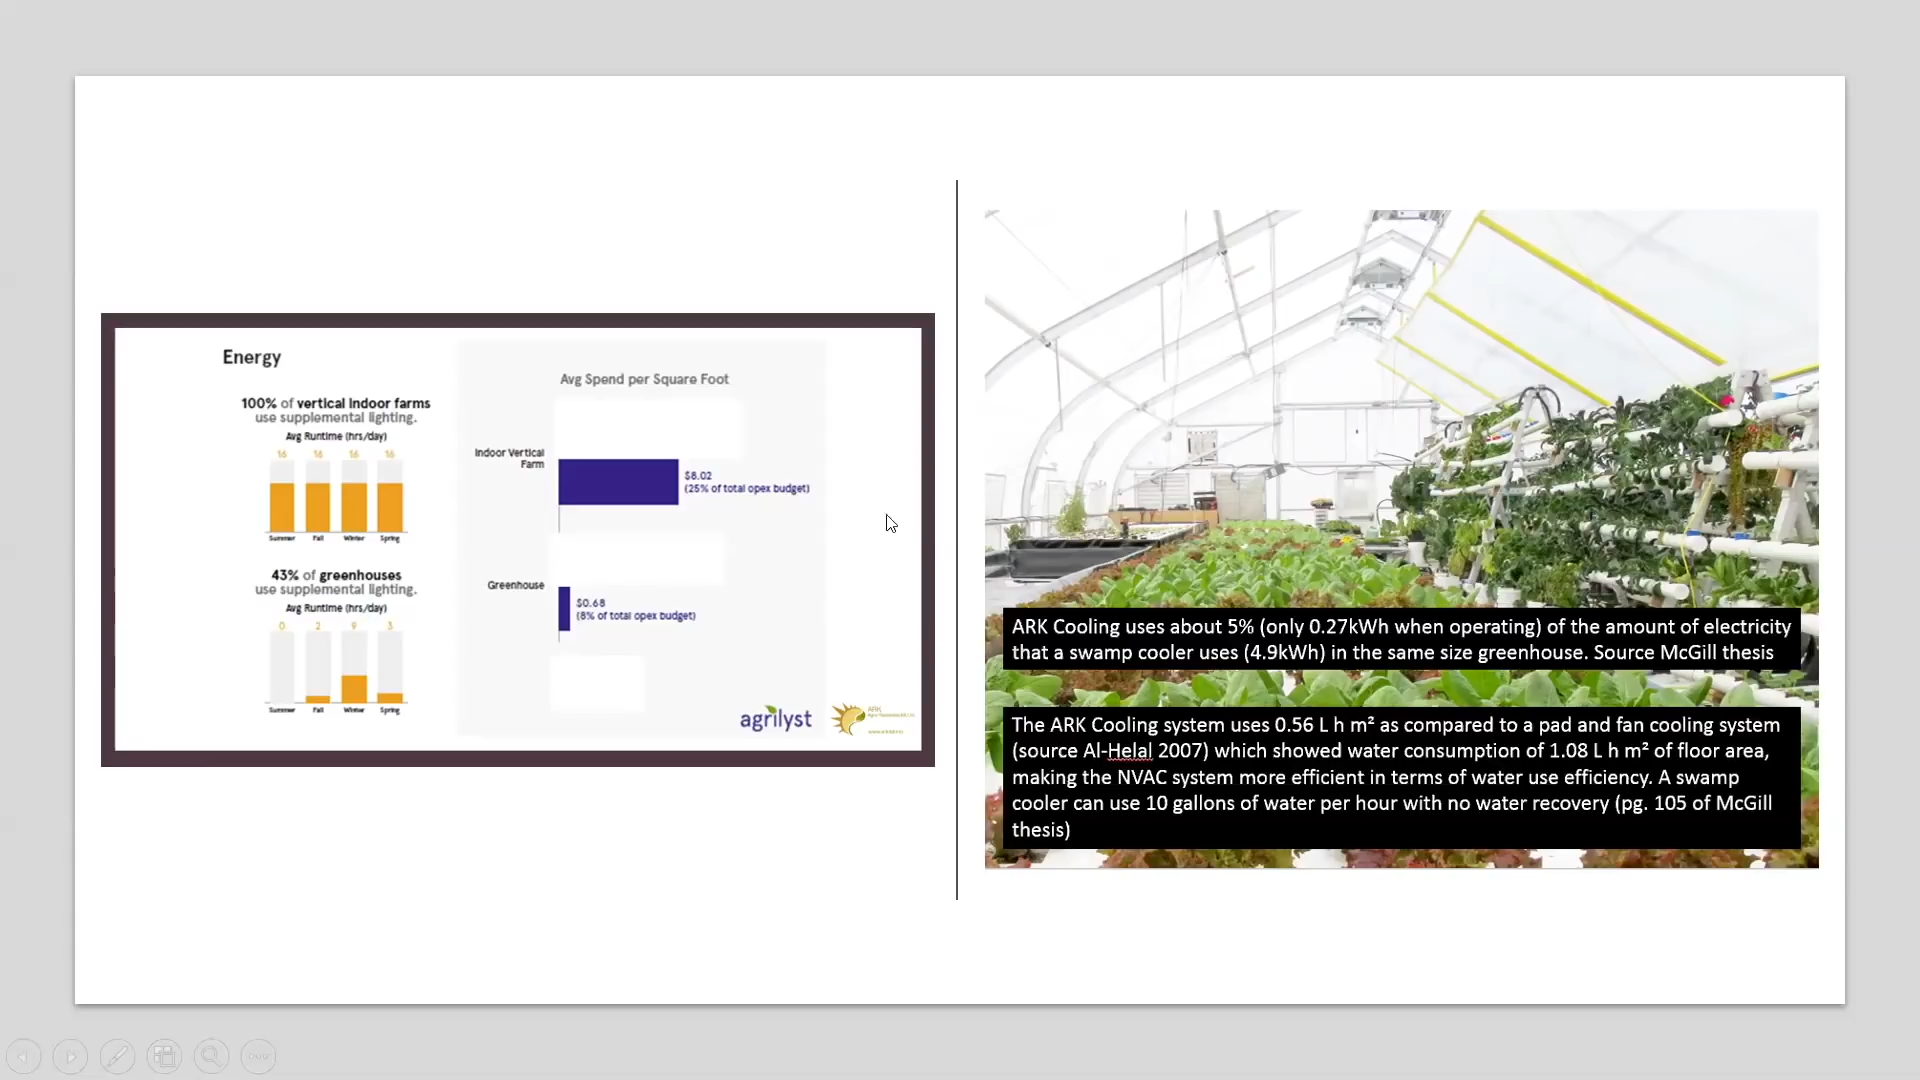 Energy
100% of vertical indoor farms
use supplemental lighting.
Avg Runtime (hrs/day)
16 16 16 16
Summer Fall Winter Spring
43% of greenhouses
use supplemental lighting.
Avg Runtime (hrs/day)
0 2 9 3
Summer Fall Winter Spring
Avg Spend per Square Foot
Indoor Vertical
Farm
$8.02
(25% of total opex budget)
Greenhouse
$0.68
(8% of total opex budget)
agrilyst
ARK
ARK Cooling uses about 5% (only 0.27kWh when operating) of the amount of electricity
that a swamp cooler uses (4.9kWh) in the same size greenhouse. Source McGill thesis
The ARK Cooling system uses 0.56 L h m² as compared to a pad and fan cooling system
(source Al-Helal 2007) which showed water consumption of 1.08 L h m² of floor area,
making the NVAC system more efficient in terms of water use efficiency. A swamp
cooler can use 10 gallons of water per hour with no water recovery (pg. 105 of McGill
thesis)